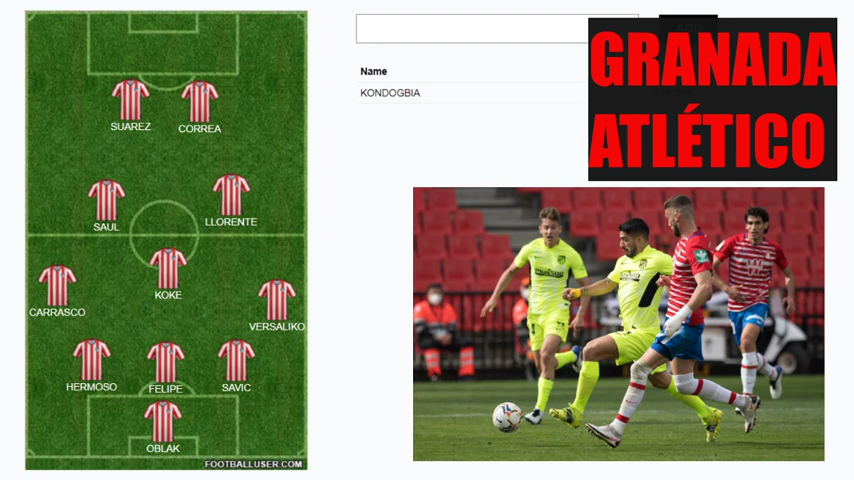 SUAREZ
CORREA
SAUL
LLORENTE
KOKE
CARRASCO
VERSALIKO
HERMOSO
FELIPE
SAVIC
OBLAK
FOOTBALLUSER.COM
Name
KONDOGBIA
GRANADA
ATLÉTICO